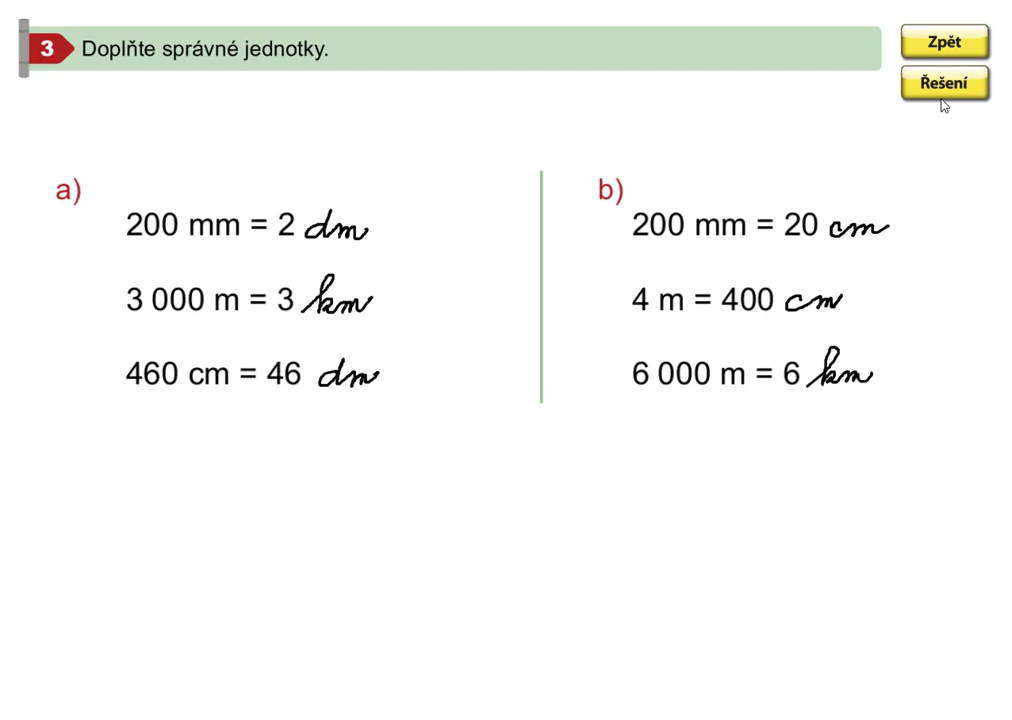 3 Doplňte správné jednotky.
Zpět
Řešení
a)
200 mm = 2 dm
3 000 m = 3 km
460 cm = 46 dm
b)
200 mm = 20 cm
4 m = 400 cm
6 000 m = 6 km